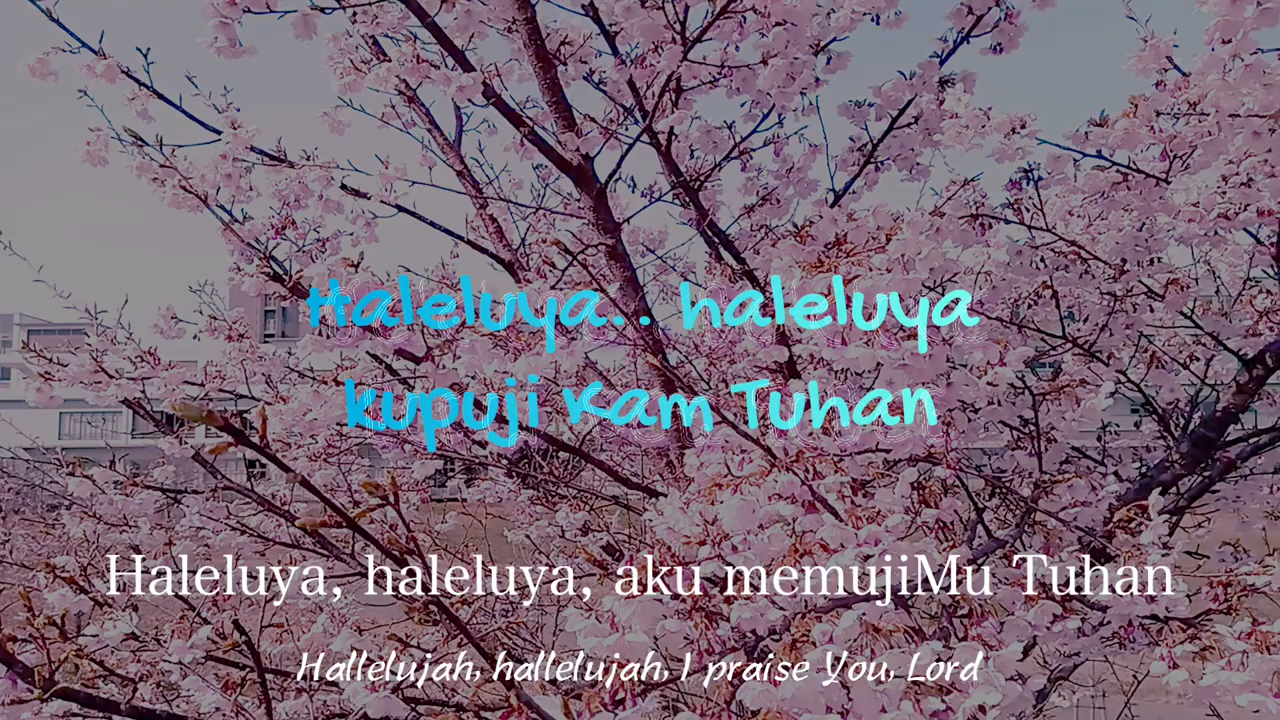 Haleluya.. haleluya
kupuji Kam Tuhan
Haleluya, haleluya, aku memujiMu Tuhan
Hallelujah, hallelujah, I praise You, Lord